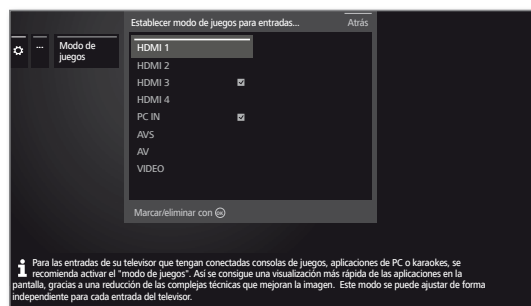 Establecer modo de juegos para entradas... Atrás
... Modo de
juegos
HDMI 1
HDMI 2
HDMI 3
HDMI 4
PC IN
AVS
AV
VIDEO
Marcar/eliminar con OK
Para las entradas de su televisor que tengan conectadas consolas de juegos, aplicaciones de PC o karaokes, se
recomienda activar el "modo de juegos". Así se consigue una visualización más rápida de las aplicaciones en la
pantalla, gracias a una reducción de las complejas técnicas que mejoran la imagen. Este modo se puede ajustar de forma
independiente para cada entrada del televisor.